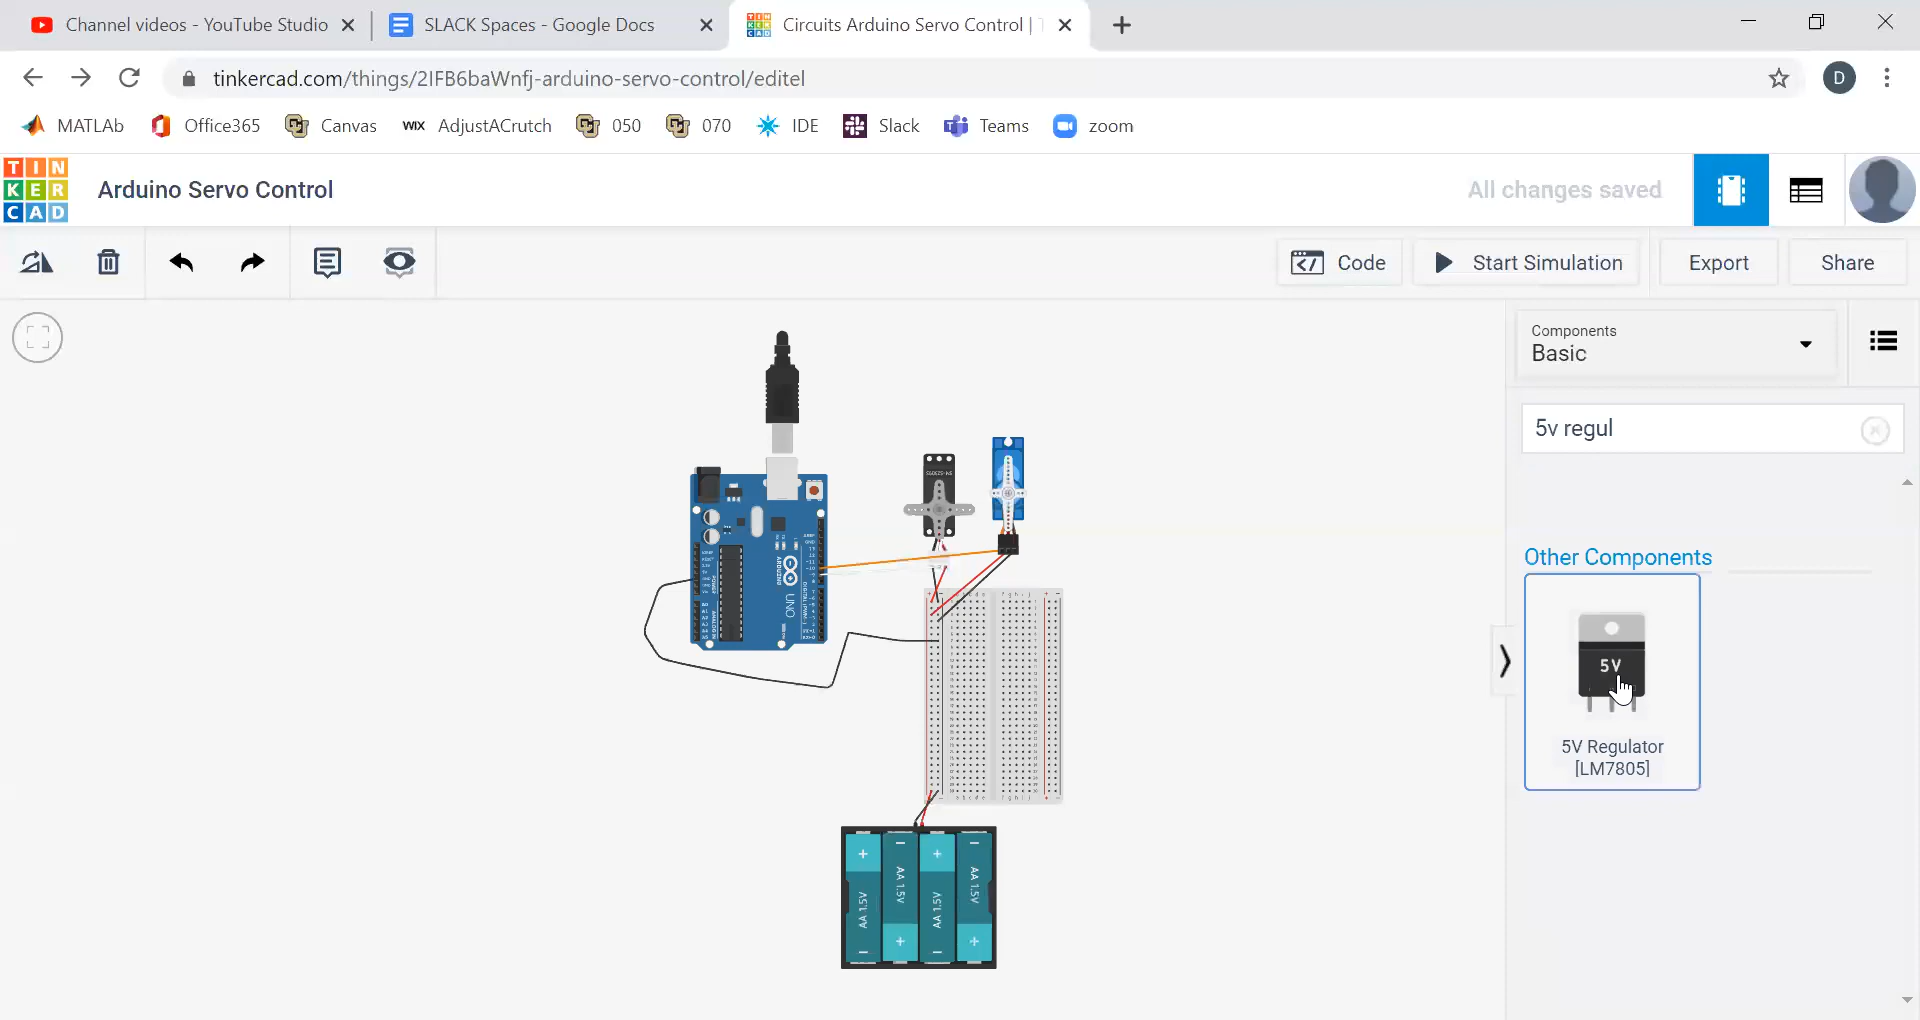 Channel videos - YouTube Studio
SLACK Spaces - Google Docs
Circuits Arduino Servo Control |
tinkercad.com/things/2IFB6baWnfj-arduino-servo-control/editel
D
MATLAb
Office365
Canvas
WIX AdjustACrutch
050
070
IDE
Slack
Teams
zoom
TIN
KER
CAD
Arduino Servo Control
All changes saved
Code
Start Simulation
Export
Share
Components
Basic
5v regul
Other Components
5V
5V Regulator
[LM7805]
ARDUINO
UNO
AA 1.5V
AA 1.5V
AA 1.5V
AA 1.5V